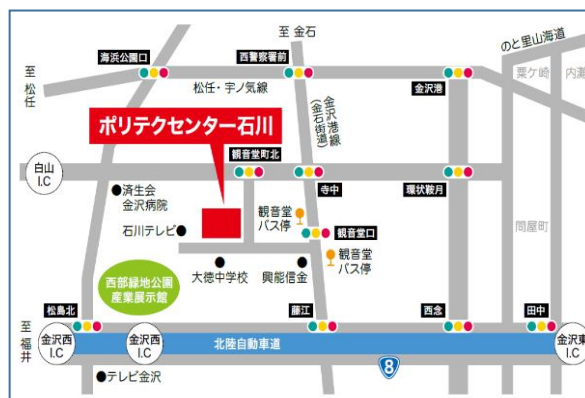 至 金石
のと里山海道
海浜公園口
西警察署前
至 松任
松任・宇ノ気線
金沢港
粟ケ崎
内灘
金沢港線
(金石街道)
ポリテクセンター石川
観音堂町北
白山
I.C
寺中
環状鞍月
済生会
金沢病院
石川テレビ
観音堂
バス停
観音堂口
問屋町
観音堂
バス停
大徳中学校
興能信金
西部緑地公園
産業展示館
松島北
藤江
西念
田中
至 福井
金沢西
I.C
金沢西
I.C
北陸自動車道
金沢東
I.C
8
テレビ金沢